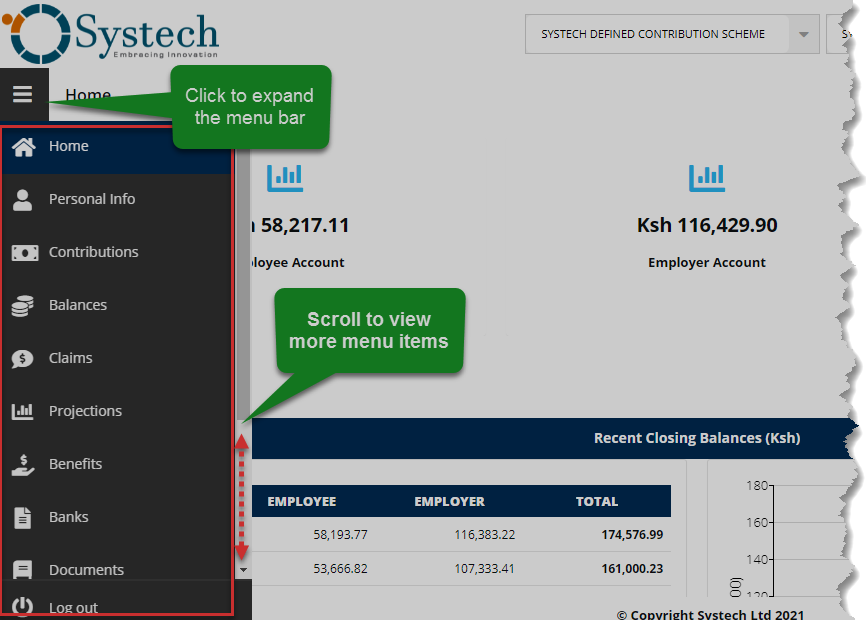 Systech
Embracing Innovation
SYSTECH DEFINED CONTRIBUTION SCHEME
Home
Click to expand
the menu bar
Home
Personal Info
Contributions
Balances
Claims
Projections
Benefits
Banks
Documents
Log out
58,217.11
Account
Ksh 116,429.90
Employer Account
Scroll to view
more menu items
Recent Closing Balances (Ksh)
EMPLOYEE EMPLOYER TOTAL
58,193.77 116,383.22 174,576.99
53,666.82 107,333.41 161,000.23
180
160
140
120
© Copyright Systech Ltd 2021